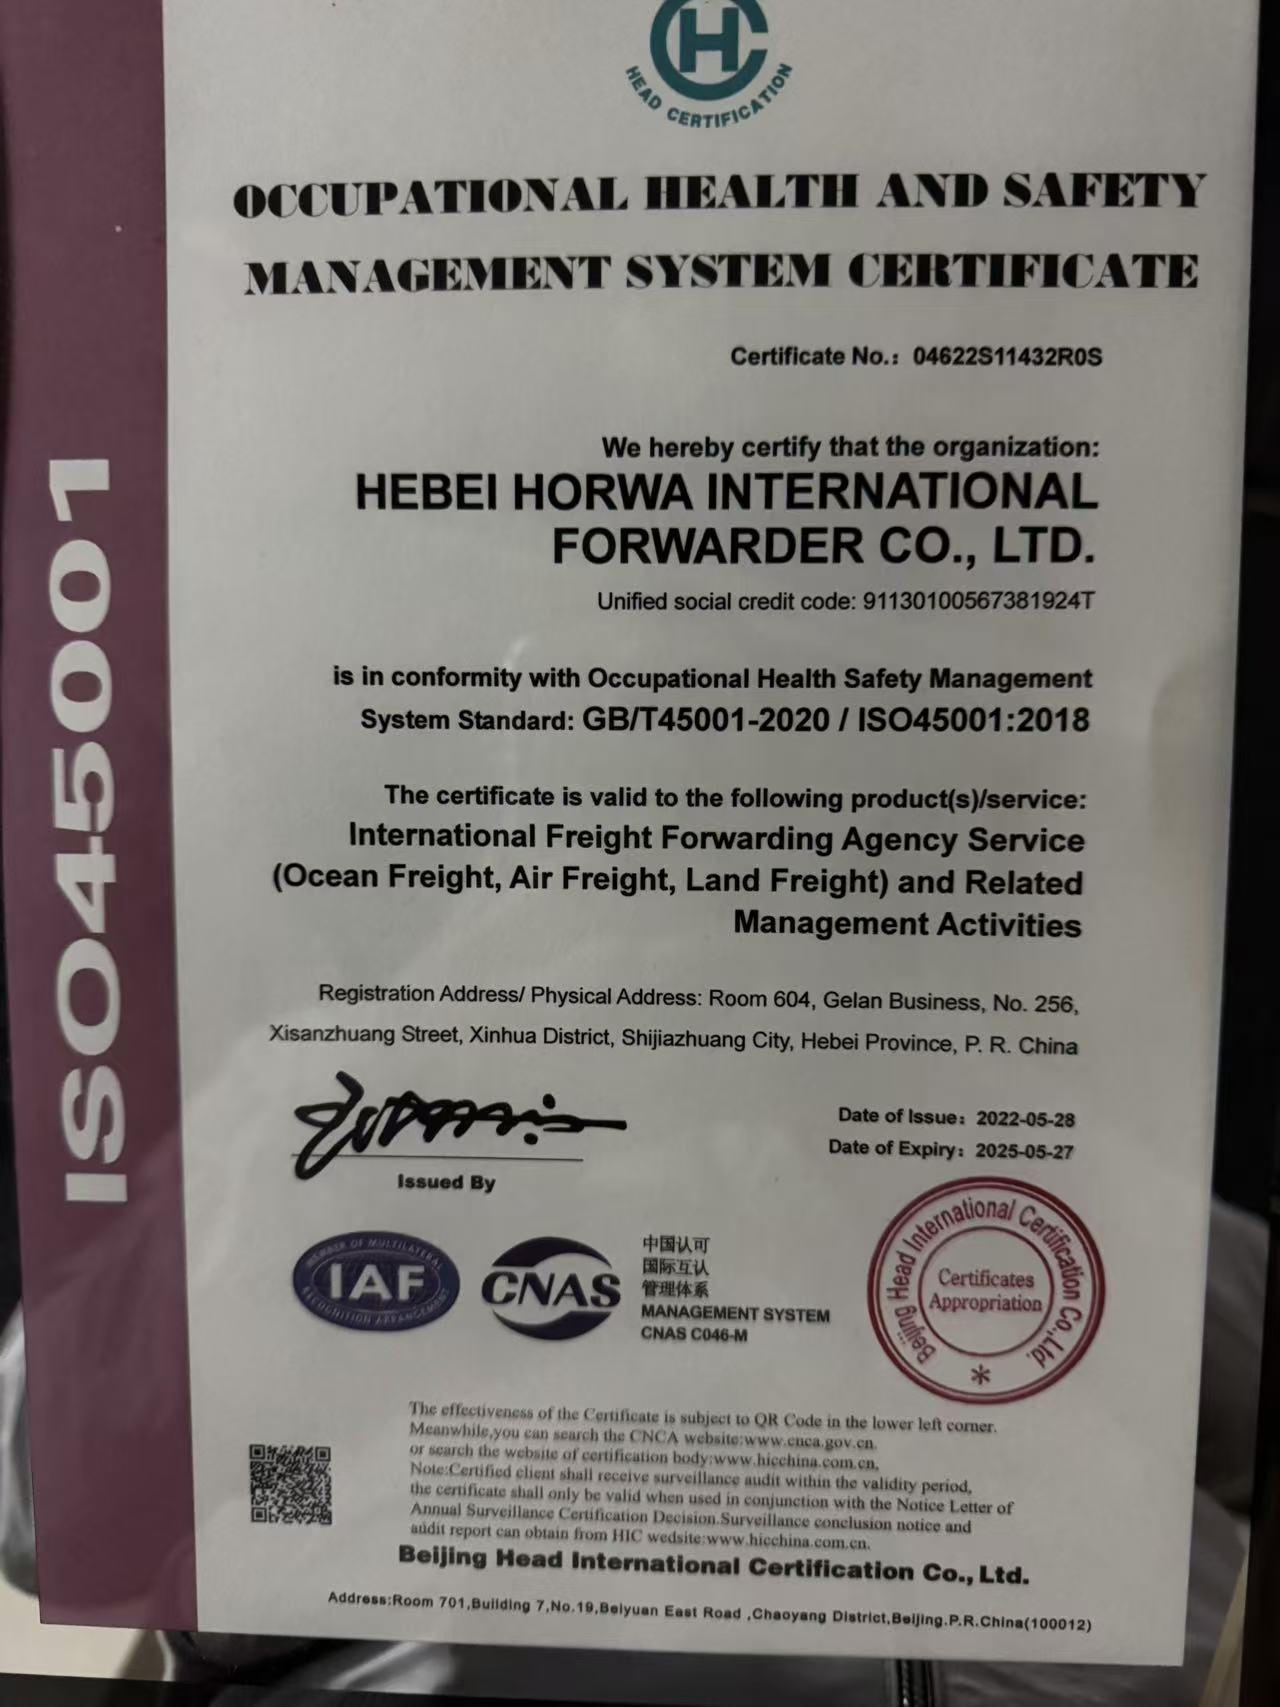 HC
HEAD CERTIFICATION
OCCUPATIONAL HEALTH AND SAFETY
MANAGEMENT SYSTEM CERTIFICATE
Certificate No.: 04622S11432R0S
We hereby certify that the organization:
HEBEI HORWA INTERNATIONAL
FORWARDER CO., LTD.
Unified social credit code: 91130100567381924T
is in conformity with Occupational Health Safety Management
System Standard: GB/T45001-2020 / ISO45001:2018
The certificate is valid to the following product(s)/service:
International Freight Forwarding Agency Service
(Ocean Freight, Air Freight, Land Freight) and Related
Management Activities
Registration Address/ Physical Address: Room 604, Gelan Business, No. 256,
Xisanzhuang Street, Xinhua District, Shijiazhuang City, Hebei Province, P. R. China
Date of Issue: 2022-05-28
Date of Expiry: 2025-05-27
Issued By
ISO45001
MEMBER OF MULTILATERAL
IAF
RECOGNITION ARRANGEMENT
CNAS
中国认可
国际互认
管理体系
MANAGEMENT SYSTEM
CNAS C046-M
Beijing Head International Certification Co.,Ltd.
Certificates
Appropriation
The effectiveness of the Certificate is subject to QR Code in the lower left corner.
Meanwhile,you can search the CNCA website:www.cnca.gov.cn.
or search the website of certification body:www.hicchina.com.cn,
Note:Certified client shall receive surveillance audit within the validity period,
the certificate shall only be valid when used in conjunction with the Notice Letter of
Annual Surveillance Certification Decision.Surveillance conclusion notice and
audit report can obtain from HIC wedsite:www.hicchina.com.cn.
Beijing Head International Certification Co., Ltd.
Address:Room 701,Building 7,No.19,Beiyuan East Road ,Chaoyang District,Beijing.P.R.China(100012)